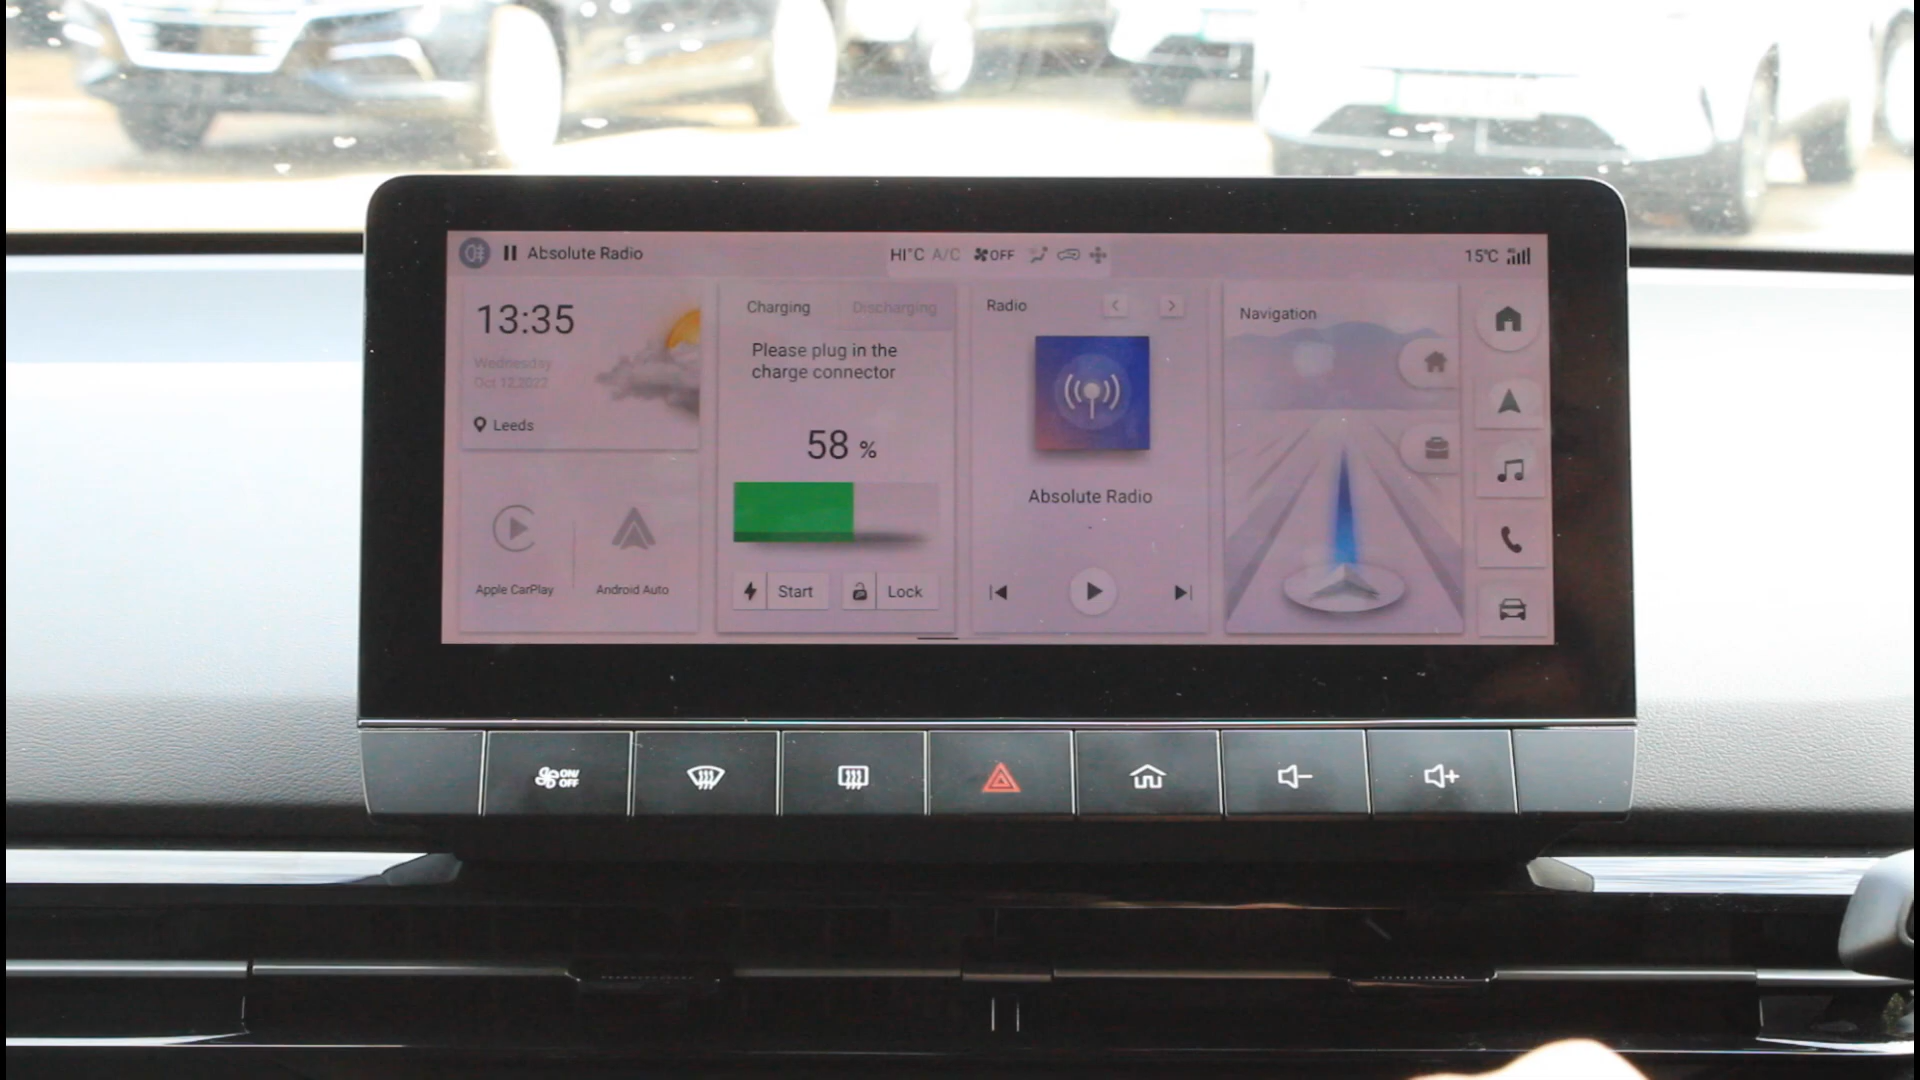 Absolute Radio
HI°C A/C OFF
15°C
13:35
Wednesday
Oct 12,2022
Leeds
Apple CarPlay
Android Auto
Charging
Discharging
Please plug in the
charge connector
58 %
Start
Lock
Radio
Absolute Radio
Navigation
ON/
OFF